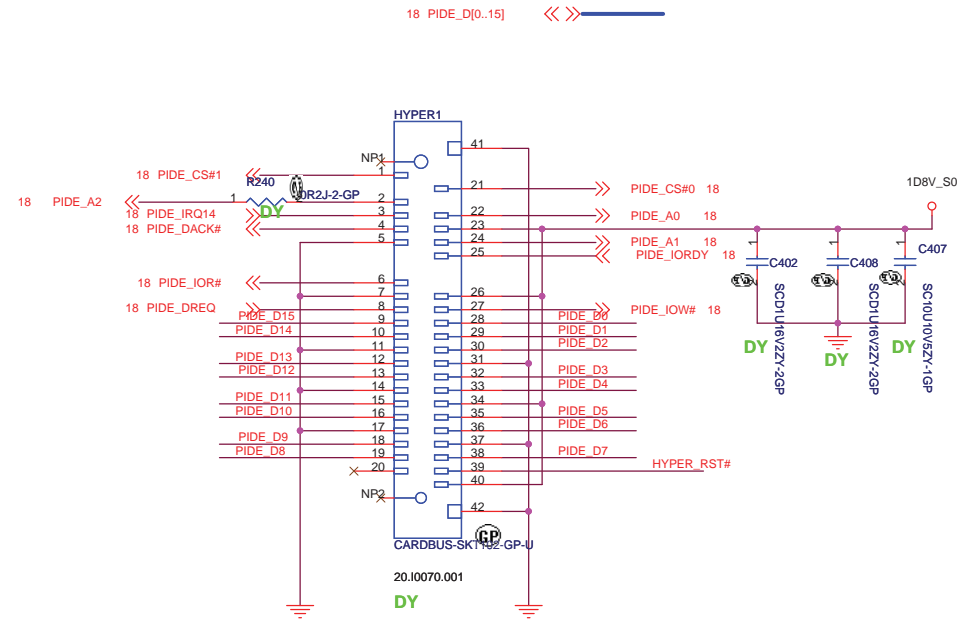 18 PIDE_D[0..15]
HYPER1
NP1
41
18 PIDE_CS#1
1
R240
0R2J-2-GP
21
PIDE_CS#0 18
1D8V_S0
18 PIDE_A2
1
2
2
DY
18 PIDE_IRQ14
3
22
PIDE_A0 18
18 PIDE_DACK#
4
23
5
24
PIDE_A1 18
25
PIDE_IORDY 18
1
C402
1
C408
1
C407
18 PIDE_IOR#
6
7
26
18 PIDE_DREQ
8
27
PIDE_IOW# 18
PIDE_D15
9
28
PIDE_D0
PIDE_D14
10
29
PIDE_D1
11
30
PIDE_D2
SCD1U16V2ZY-2GP
SCD1U16V2ZY-2GP
SC10U10V5ZY-1GP
DY
DY
DY
PIDE_D13
12
31
PIDE_D12
13
32
PIDE_D3
14
33
PIDE_D4
PIDE_D11
15
34
PIDE_D10
16
35
PIDE_D5
17
36
PIDE_D6
PIDE_D9
18
37
PIDE_D8
19
38
PIDE_D7
20
39
HYPER_RST#
40
NP2
42
GP
CARDBUS-SKT102-GP-U
20.I0070.001
DY